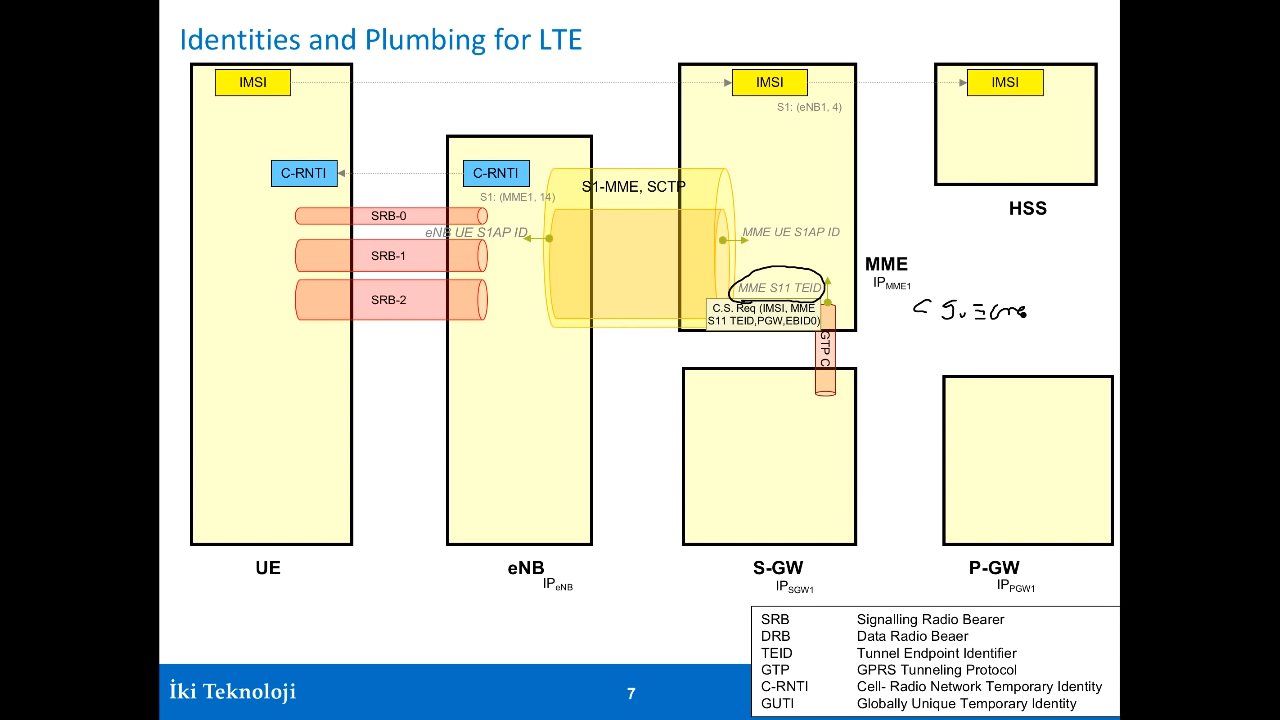 Identities and Plumbing for LTE
IMSI
IMSI
IMSI
S1: (eNB1, 4)
C-RNTI
C-RNTI
S1-MME, SCTP
S1: (MME1, 14)
HSS
SRB-0
eNB UE S1AP ID
MME UE S1AP ID
SRB-1
MME
IPMME1
MME S11 TEID
SRB-2
C.S. Req (IMSI, MME
S11 TEID,PGW,EBID0)
GTP C
UE
eNB
IPeNB
S-GW
IPSGW1
P-GW
IPPGW1
SRB Signalling Radio Bearer
DRB Data Radio Beaer
TEID Tunnel Endpoint Identifier
GTP GPRS Tunneling Protocol
C-RNTI Cell- Radio Network Temporary Identity
GUTI Globally Unique Temporary Identity
İki Teknoloji
7